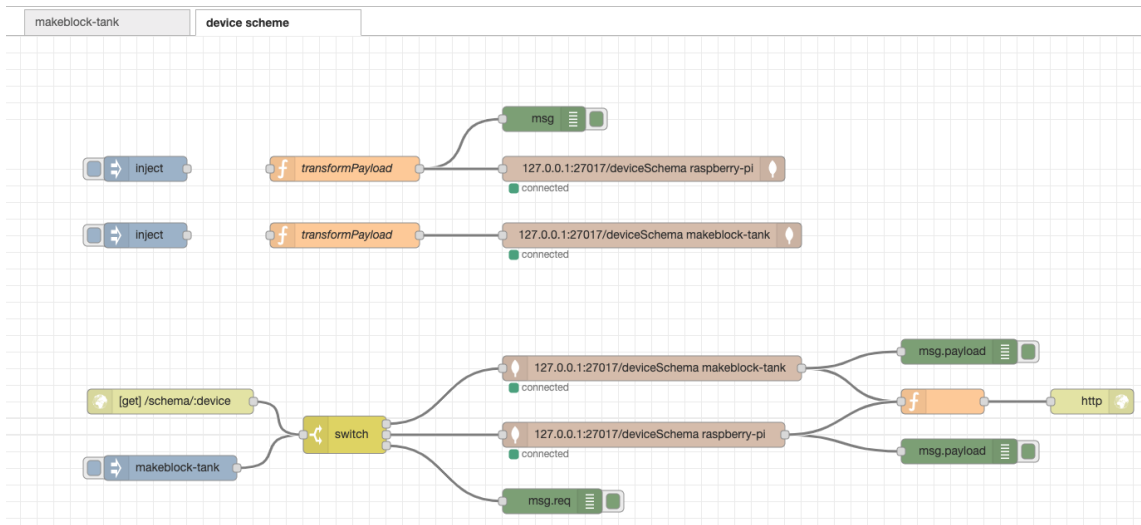 makeblock-tank
device scheme
msg
inject
transformPayload
127.0.0.1:27017/deviceSchema raspberry-pi
connected
inject
transformPayload
127.0.0.1:27017/deviceSchema makeblock-tank
connected
msg.payload
127.0.0.1:27017/deviceSchema makeblock-tank
connected
[get] /schema/:device
http
switch
127.0.0.1:27017/deviceSchema raspberry-pi
connected
msg.payload
makeblock-tank
msg.req